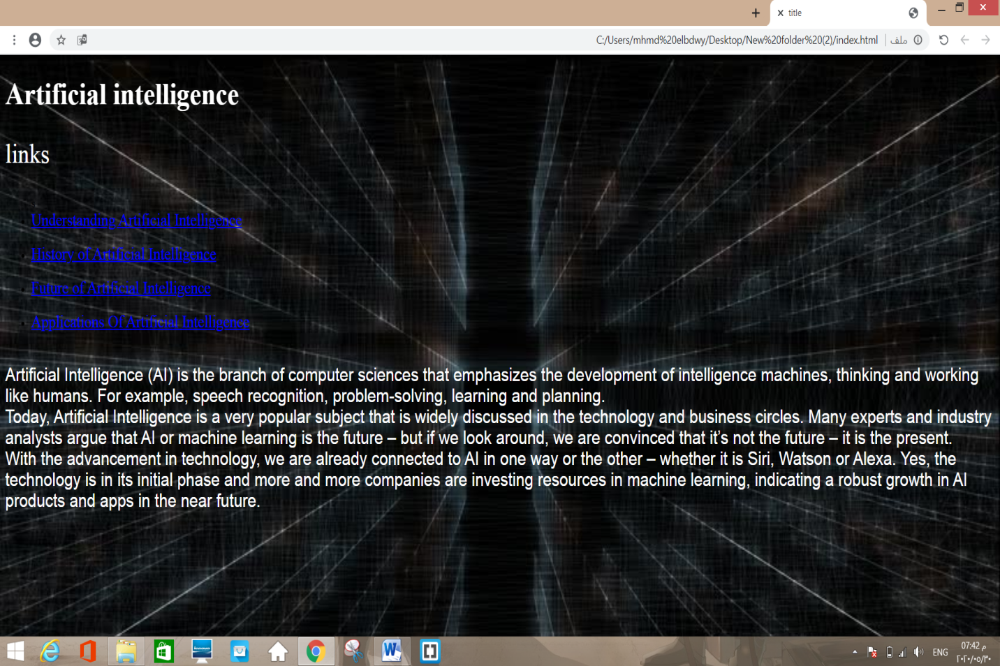 title
C:/Users/mhmd%20elbdwy/Desktop/New%20folder%20(2)/index.html
ملف
Artificial intelligence
links
Understanding Artificial Intelligence
History of Artificial Intelligence
Future of Artificial Intelligence
Applications Of Artificial Intelligence
Artificial Intelligence (AI) is the branch of computer sciences that emphasizes the development of intelligence machines, thinking and working
like humans. For example, speech recognition, problem-solving, learning and planning.
Today, Artificial Intelligence is a very popular subject that is widely discussed in the technology and business circles. Many experts and industry
analysts argue that AI or machine learning is the future – but if we look around, we are convinced that it’s not the future – it is the present.
With the advancement in technology, we are already connected to AI in one way or the other – whether it is Siri, Watson or Alexa. Yes, the
technology is in its initial phase and more and more companies are investing resources in machine learning, indicating a robust growth in AI
products and apps in the near future.
ENG
07:42 م
٢٠٢٠/٠٥/٣٠